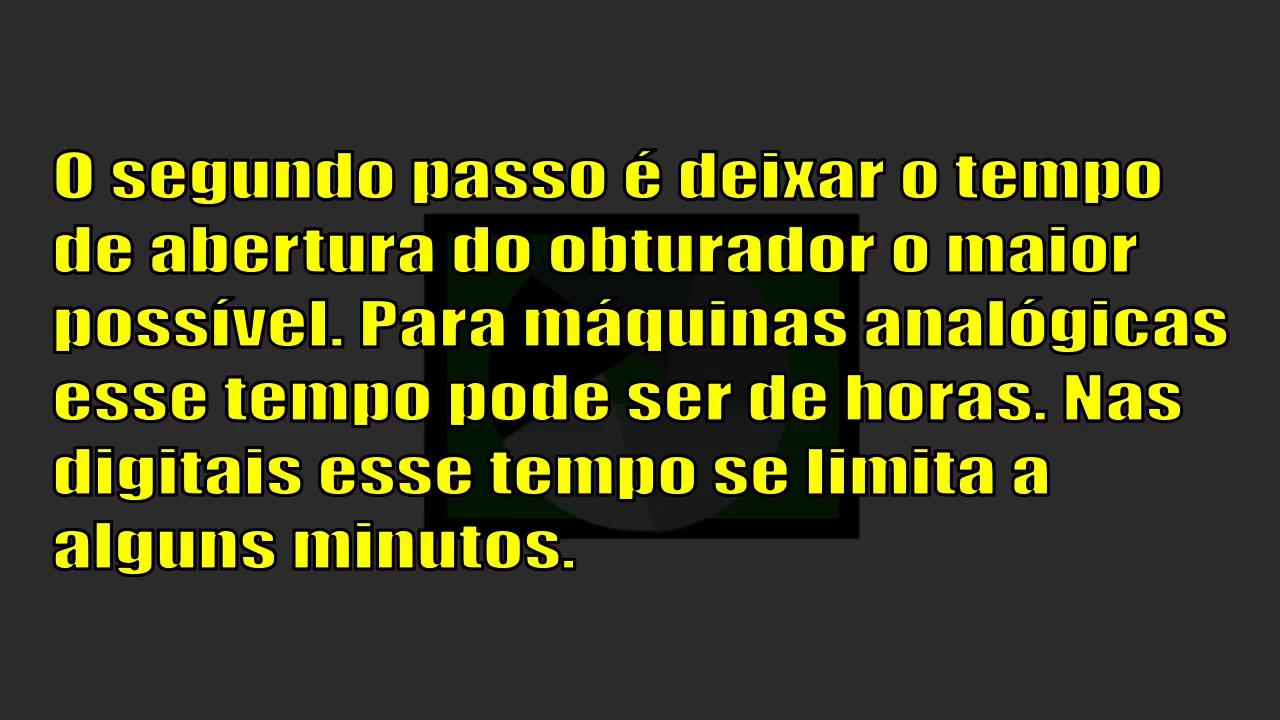 O segundo passo é deixar o tempo
de abertura do obturador o maior
possível. Para máquinas analógicas
esse tempo pode ser de horas. Nas
digitais esse tempo se limita a
alguns minutos.